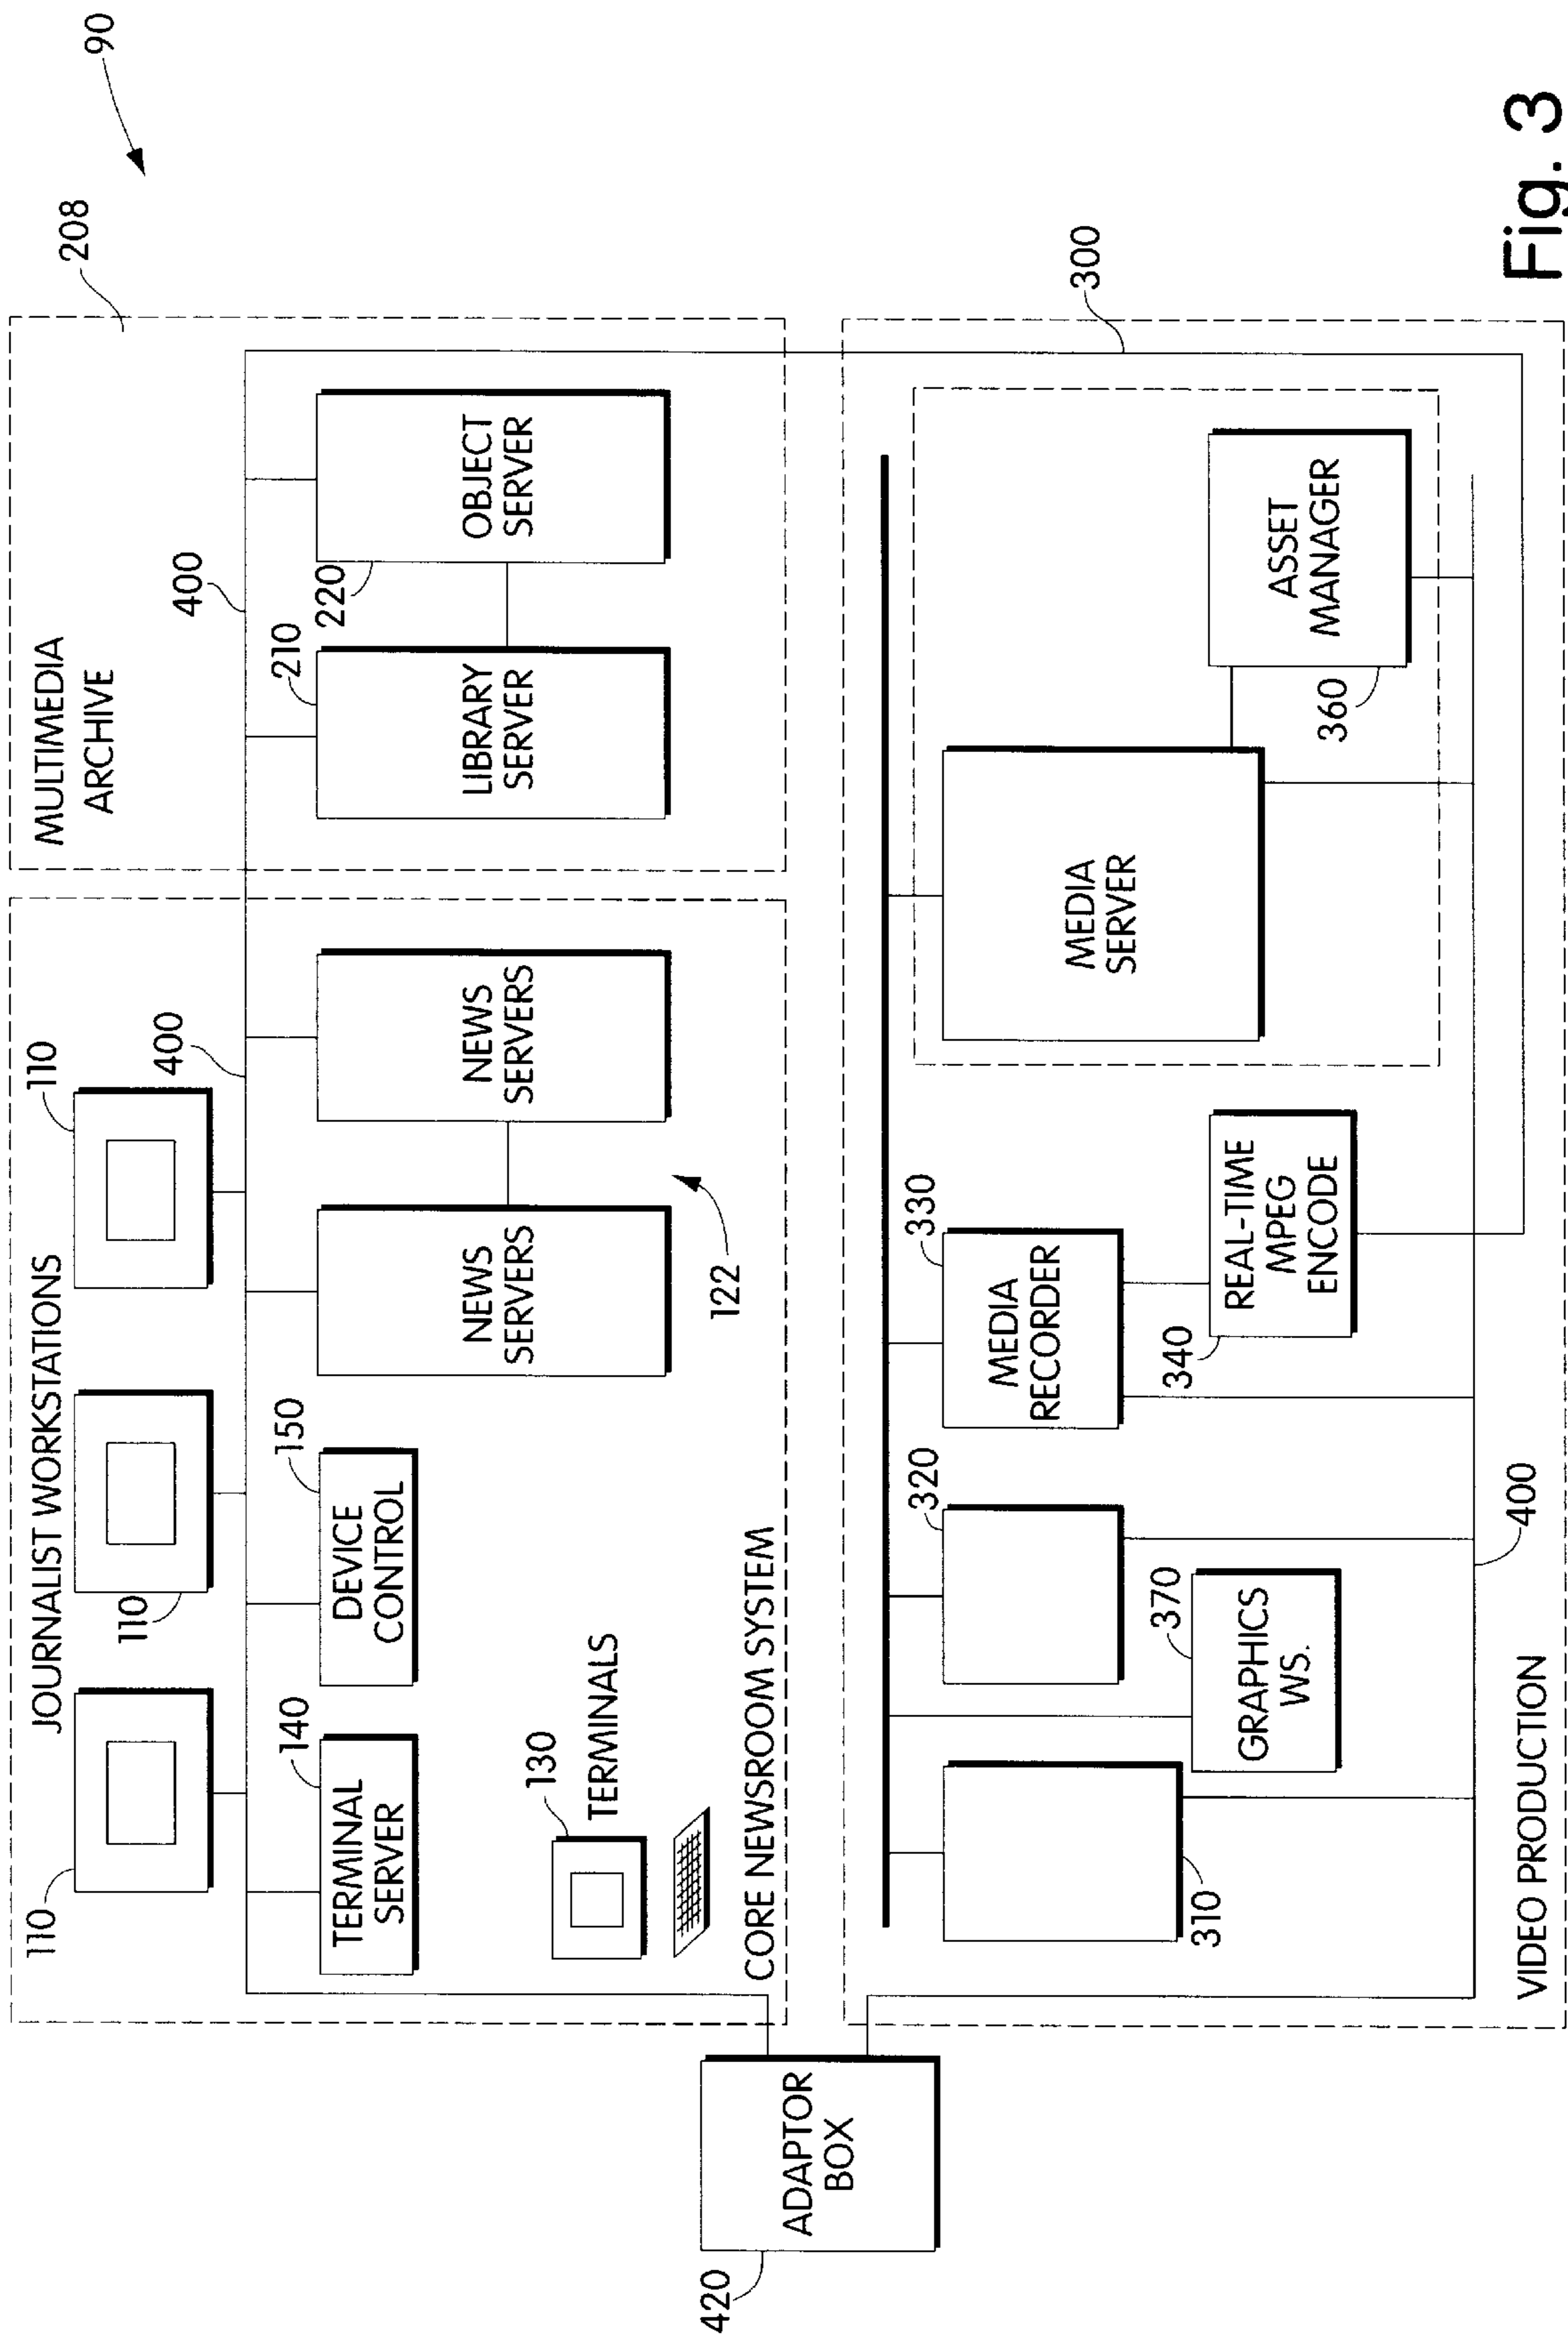 90
208
MULTIMEDIA
ARCHIVE
JOURNALIST WORKSTATIONS
110
110
110
400
400
TERMINAL
SERVER
140
DEVICE
CONTROL
150
NEWS
SERVERS
NEWS
SERVERS
122
LIBRARY
SERVER
210
OBJECT
SERVER
220
130
TERMINALS
CORE NEWSROOM SYSTEM
ADAPTOR
BOX
420
300
310
320
GRAPHICS
WS.
370
MEDIA
RECORDER
330
REAL-TIME
MPEG
ENCODE
340
MEDIA
SERVER
ASSET
MANAGER
360
400
VIDEO PRODUCTION
Fig. 3